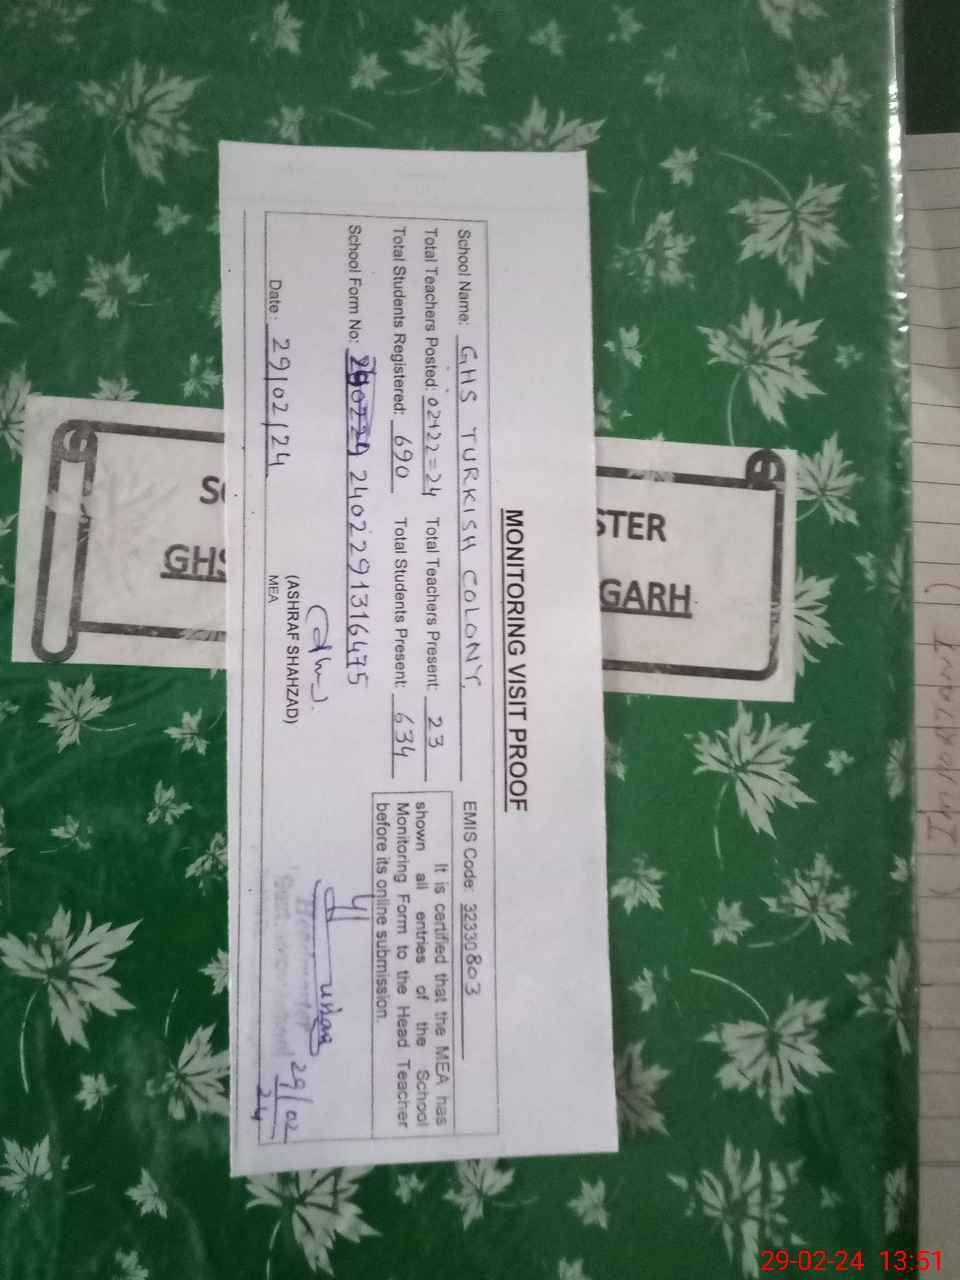 MONITORING VISIT PROOF
School Name: GHS TURKISH COLONY EMIS Code: 32330803
Total Teachers Posted: 02+22=24 Total Teachers Present: 23
Total Students Registered: 690 Total Students Present: 634
School Form No: 2402291316475
It is certified that the MEA has
shown all entries of the School
Monitoring Form to the Head Teacher
before its online submission.
(ASHRAF SHAHZAD)
MEA
Date: 29/02/24
29/02
24
STER
GHS
GARH
29-02-24 13:51